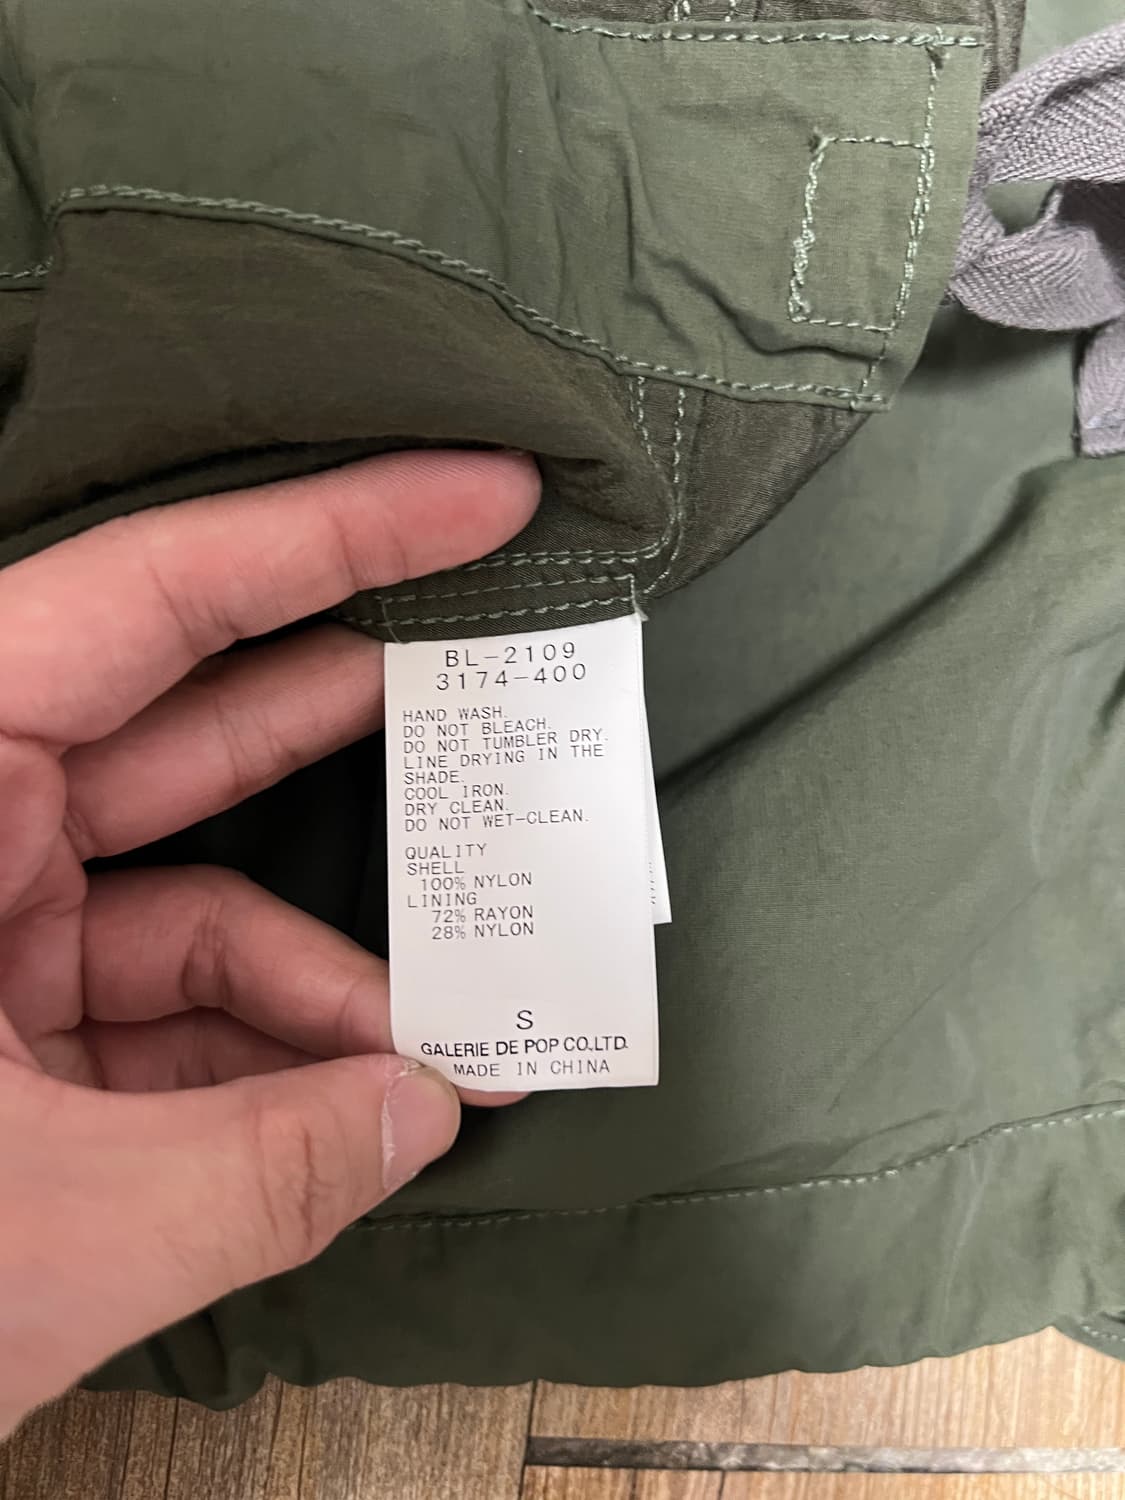 BL-2109
3174-400
HAND WASH.
DO NOT BLEACH.
DO NOT TUMBLER DRY.
LINE DRYING IN THE
SHADE.
COOL IRON.
DRY CLEAN.
DO NOT WET-CLEAN.
QUALITY
SHELL
100% NYLON
LINING
72% RAYON
28% NYLON
S
GALERIE DE POP CO.LTD.
MADE IN CHINA